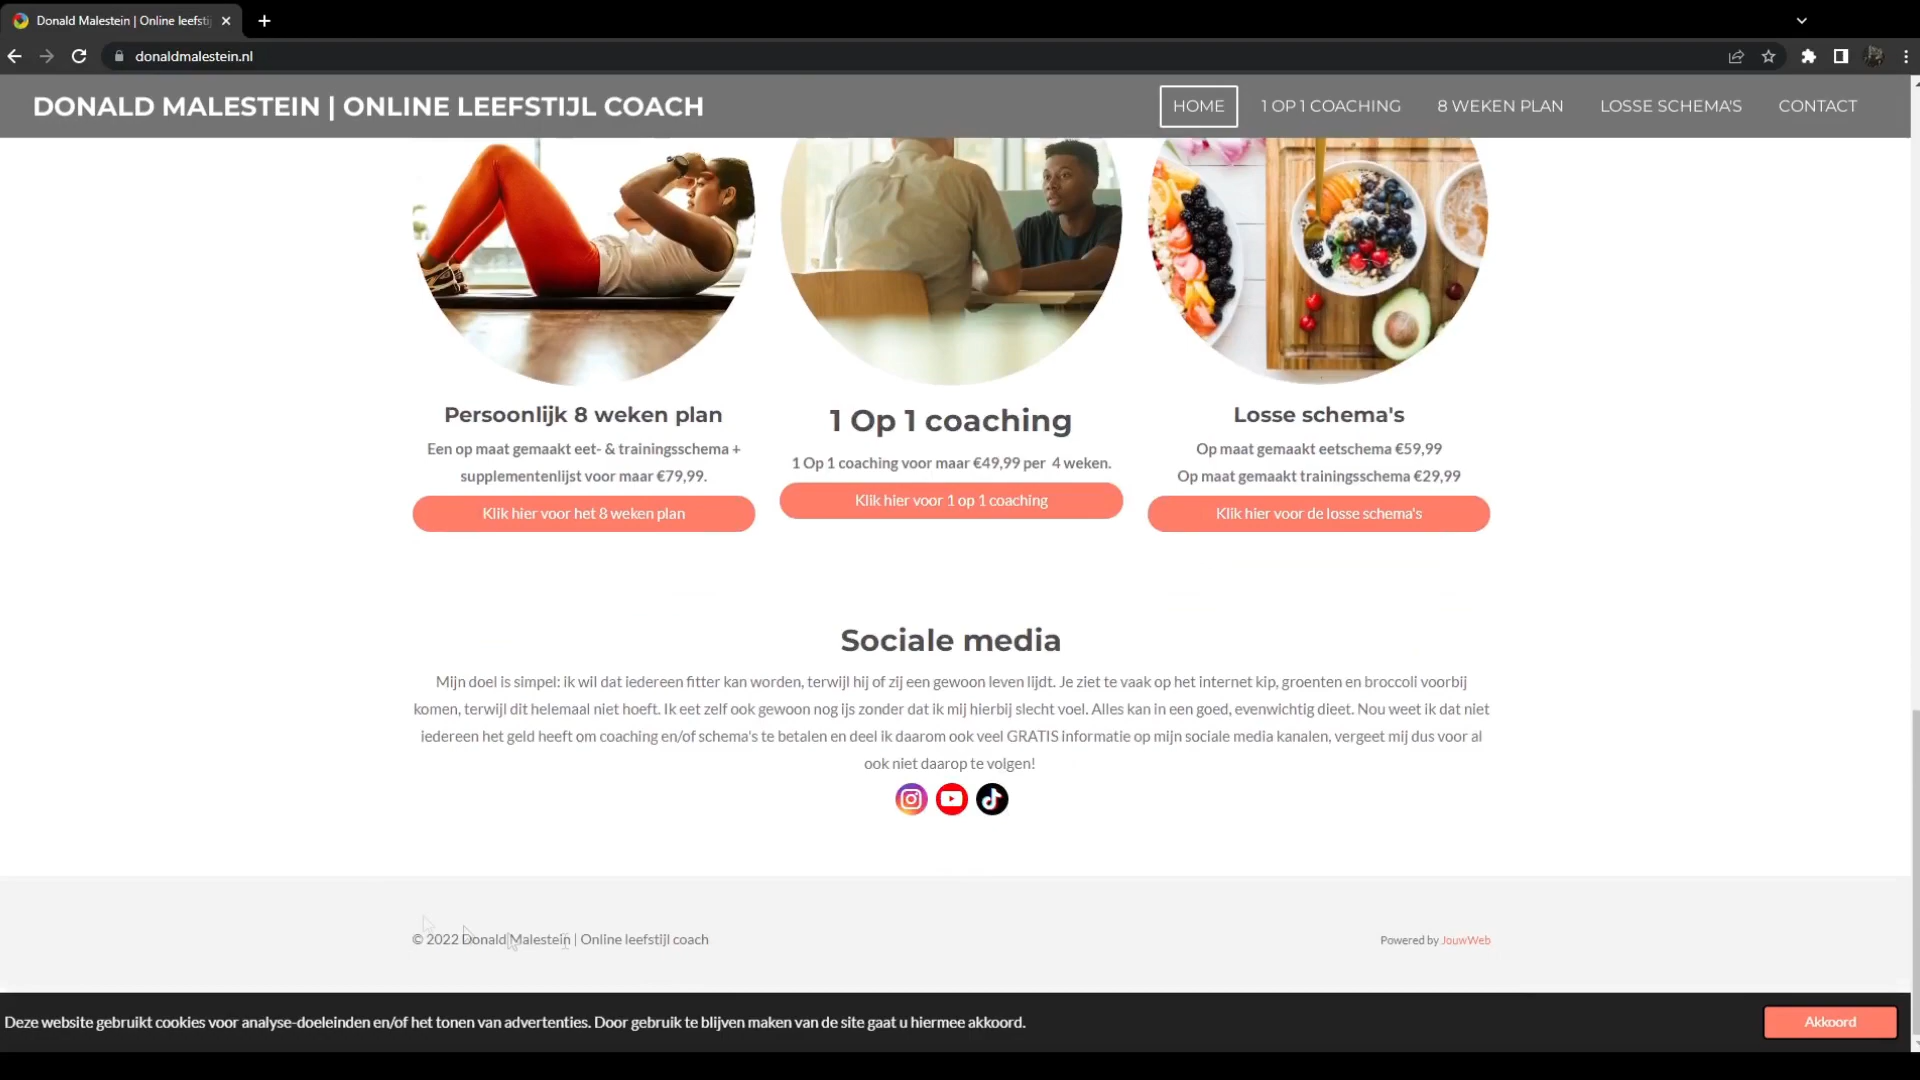 Donald Malestein | Online leefsti
donaldmalestein.nl
DONALD MALESTEIN | ONLINE LEEFSTIJL COACH
HOME
1 OP 1 COACHING
8 WEKEN PLAN
LOSSE SCHEMA'S
CONTACT
Persoonlijk 8 weken plan
Een op maat gemaakt eet- & trainingsschema +
supplementenlijst voor maar €79,99.
Klik hier voor het 8 weken plan
1 Op 1 coaching
1 Op 1 coaching voor maar €49,99 per 4 weken.
Klik hier voor 1 op 1 coaching
Losse schema's
Op maat gemaakt eetschema €59,99
Op maat gemaakt trainingsschema €29,99
Klik hier voor de losse schema's
Sociale media
Mijn doel is simpel: ik wil dat iedereen fitter kan worden, terwijl hij of zij een gewoon leven lijdt. Je ziet te vaak op het internet kip, groenten en broccoli voorbij
komen, terwijl dit helemaal niet hoeft. Ik eet zelf ook gewoon nog ijs zonder dat ik mij hierbij slecht voel. Alles kan in een goed, evenwichtig dieet. Nou weet ik dat niet
iedereen het geld heeft om coaching en/of schema's te betalen en deel ik daarom ook veel GRATIS informatie op mijn sociale media kanalen, vergeet mij dus voor al
ook niet daarop te volgen!
© 2022 Donald Malestein | Online leefstijl coach
Powered by JouwWeb
Deze website gebruikt cookies voor analyse-doeleinden en/of het tonen van advertenties. Door gebruik te blijven maken van de site gaat u hiermee akkoord.
Akkoord